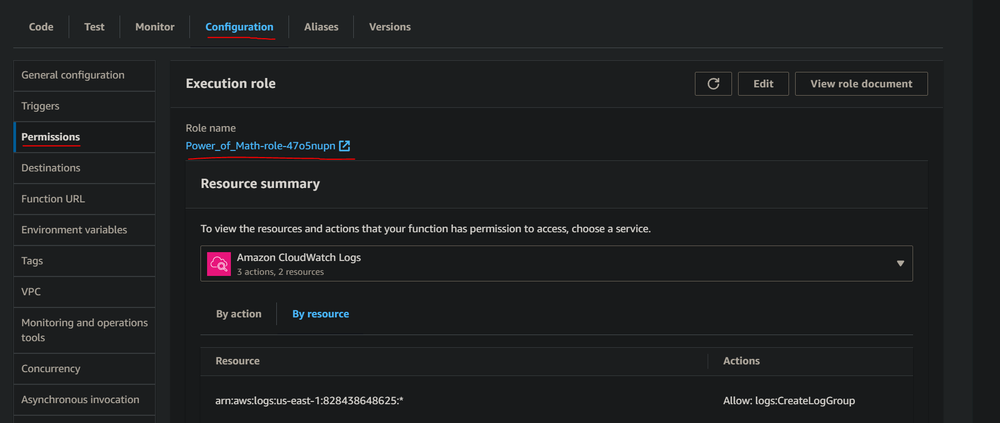 Code Test Monitor Configuration Aliases Versions
General configuration
Triggers
Permissions
Destinations
Function URL
Environment variables
Tags
VPC
Monitoring and operations
tools
Concurrency
Asynchronous invocation
Execution role
Edit View role document
Role name
Power_of_Math-role-47o5nupn
Resource summary
To view the resources and actions that your function has permission to access, choose a service.
Amazon CloudWatch Logs
3 actions, 2 resources
By action By resource
Resource Actions
arn:aws:logs:us-east-1:828438648625:* Allow: logs:CreateLogGroup